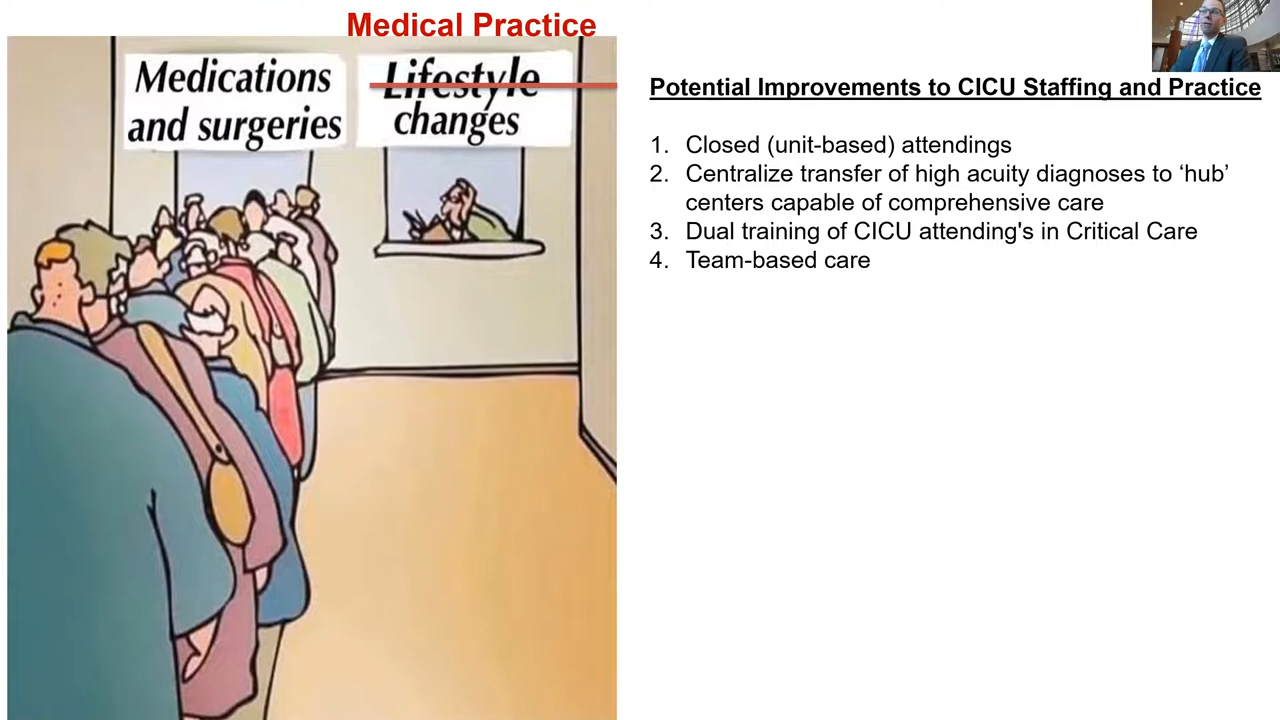 Medical Practice
Medications
and surgeries
Lifestyle
changes
Potential Improvements to CICU Staffing and Practice
1. Closed (unit-based) attendings
2. Centralize transfer of high acuity diagnoses to ‘hub’
centers capable of comprehensive care
3. Dual training of CICU attending's in Critical Care
4. Team-based care